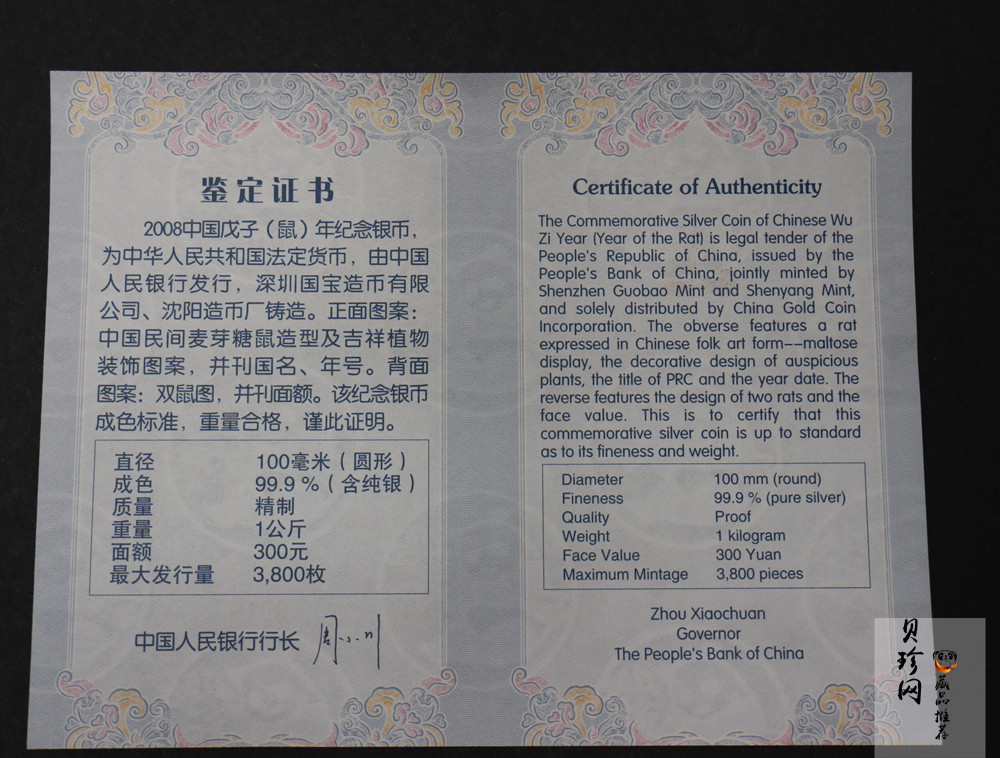 鉴定证书
2008中国戊子（鼠）年纪念银币，
为中华人民共和国法定货币，由中国
人民银行发行，深圳国宝造币有限
公司、沈阳造币厂铸造。正面图案：
中国民间麦芽糖鼠造型及吉祥植物
装饰图案，并刊国名、年号。背面
图案：双鼠图，并刊面额。该纪念银币
成色标准，重量合格，谨此证明。
直径 100毫米（圆形）
成色 99.9％（含纯银）
质量 精制
重量 1公斤
面额 300元
最大发行量 3,800枚
中国人民银行行长 周小川
Certificate of Authenticity
The Commemorative Silver Coin of Chinese Wu
Zi Year (Year of the Rat) is legal tender of the
People's Republic of China, issued by the
People's Bank of China, jointly minted by
Shenzhen Guobao Mint and Shenyang Mint,
and solely distributed by China Gold Coin
Incorporation. The obverse features a rat
expressed in Chinese folk art form--maltose
display, the decorative design of auspicious
plants, the title of PRC and the year date. The
reverse features the design of two rats and the
face value. This is to certify that this
commemorative silver coin is up to standard
as to its fineness and weight.
Diameter 100 mm (round)
Fineness 99.9 % (pure silver)
Quality Proof
Weight 1 kilogram
Face Value 300 Yuan
Maximum Mintage 3,800 pieces
Zhou Xiaochuan
Governor
The People's Bank of China
贝珍网
藏品推荐